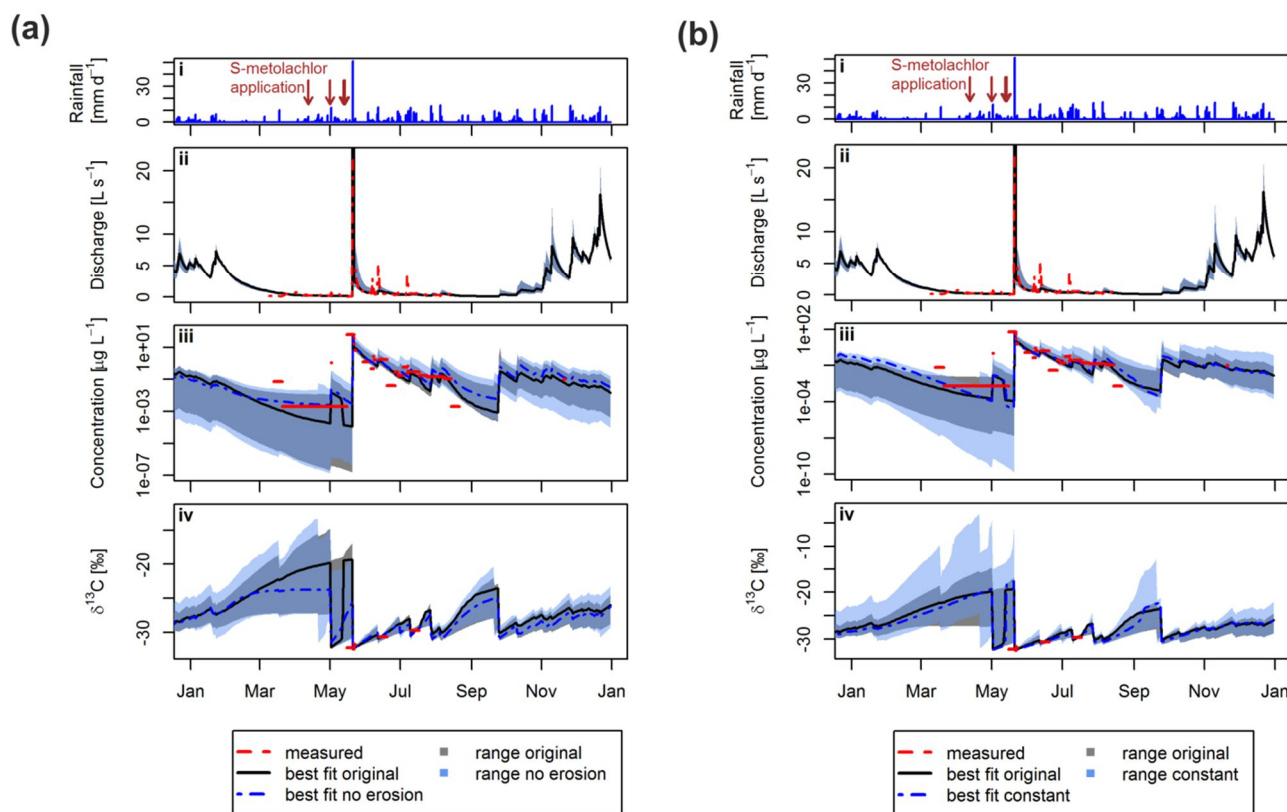 (a)
i
S-metolachlor
application
Rainfall
[mm d−1]
0
30
ii
Discharge [L s−1]
0
5
10
20
iii
Concentration [µg L−1]
1e-07
1e-03
1e+01
iv
δ13C [‰]
-30
-20
Jan Mar May Jul Sep Nov Jan
measured
best fit original
best fit no erosion
range original
range no erosion
(b)
i
S-metolachlor
application
Rainfall
[mm d−1]
0
30
ii
Discharge [L s−1]
0
5
10
20
iii
Concentration [µg L−1]
1e-10
1e-04
1e+02
iv
δ13C [‰]
-30
-20
-10
Jan Mar May Jul Sep Nov Jan
measured
best fit original
best fit constant
range original
range constant